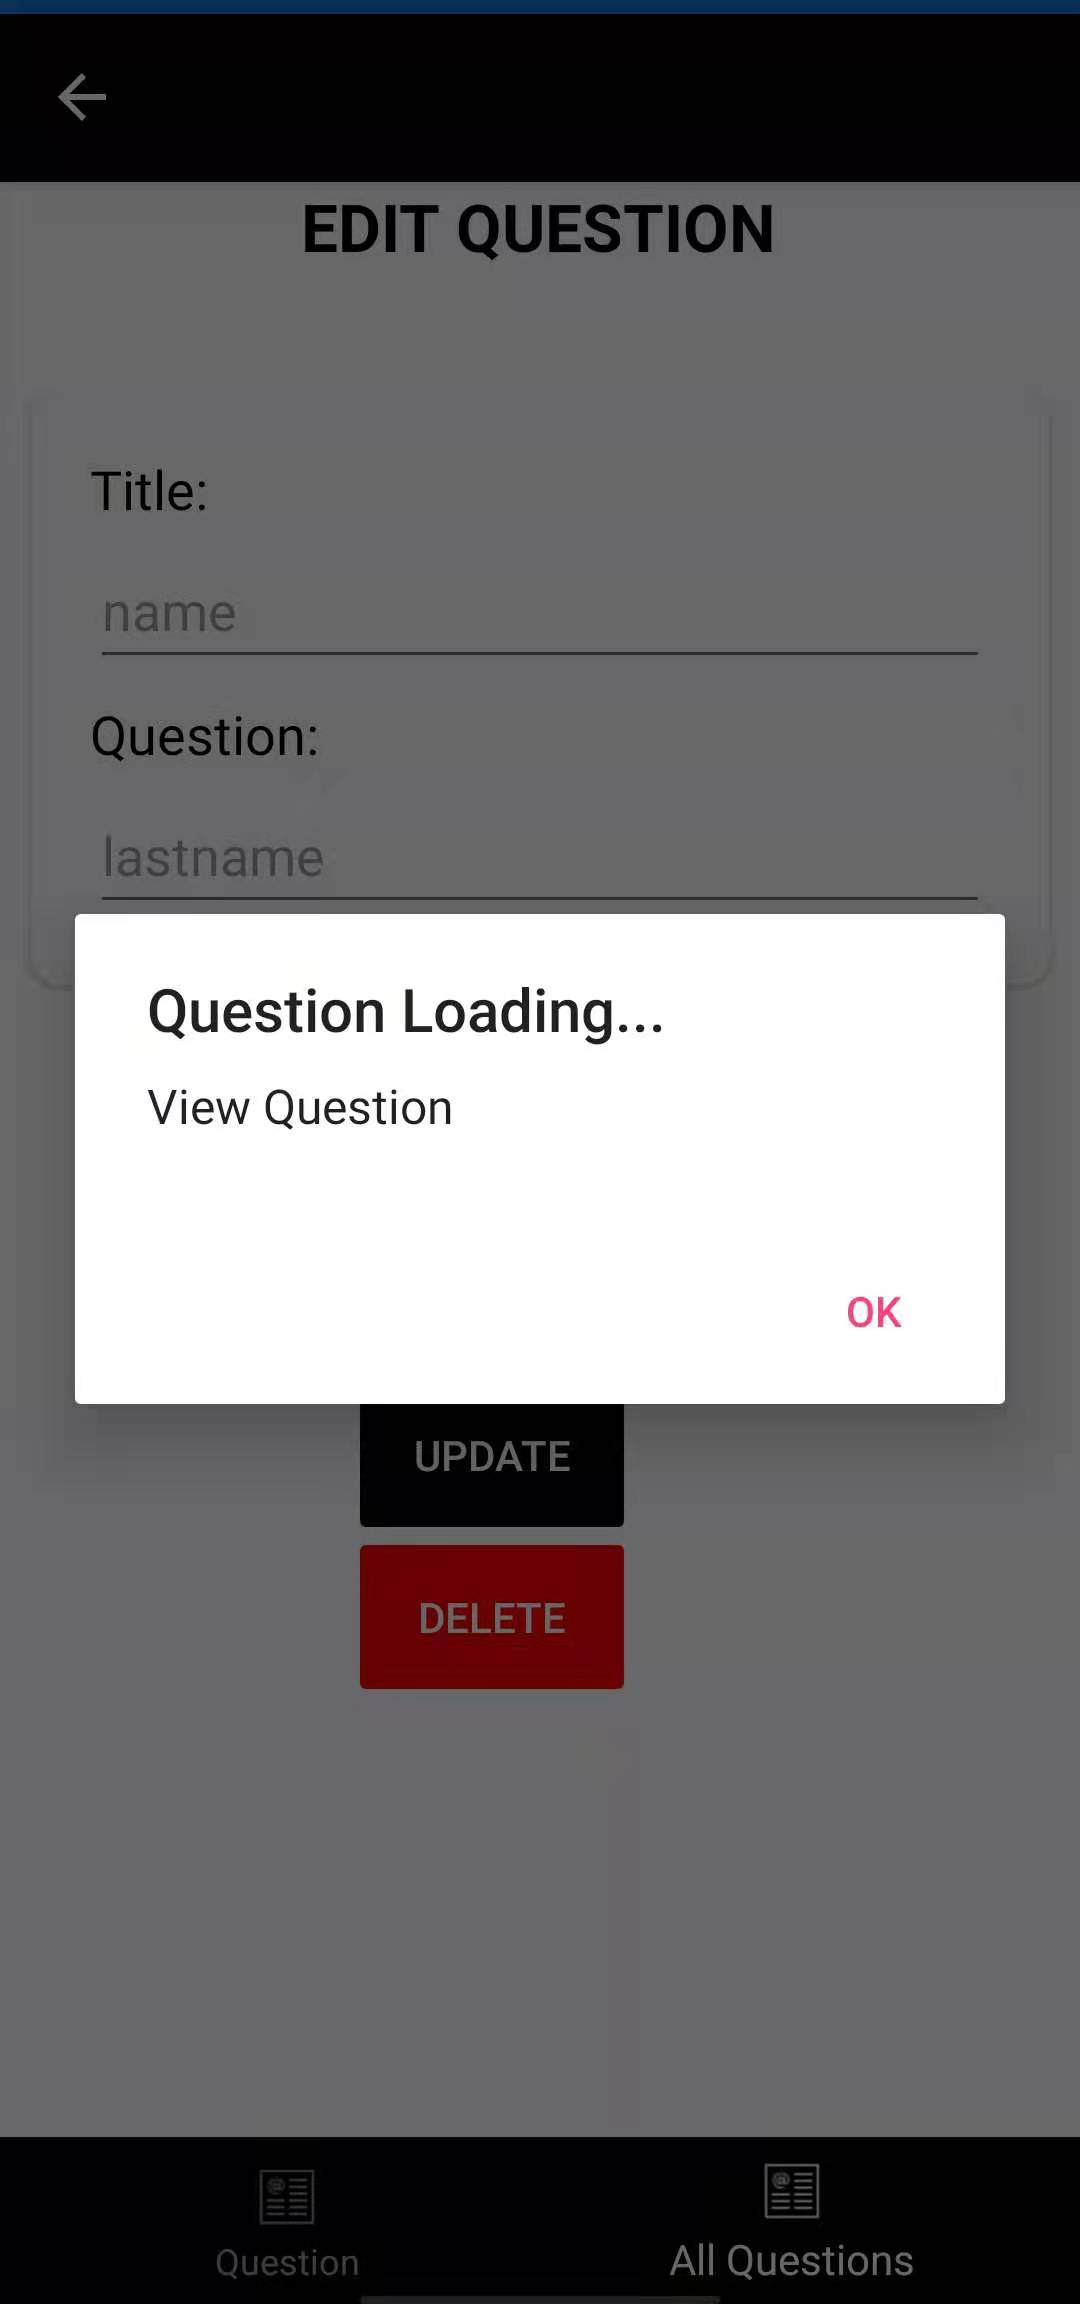 EDIT QUESTION
Title:
name
Question:
lastname
Question Loading...
View Question
OK
UPDATE
DELETE
Question
All Questions